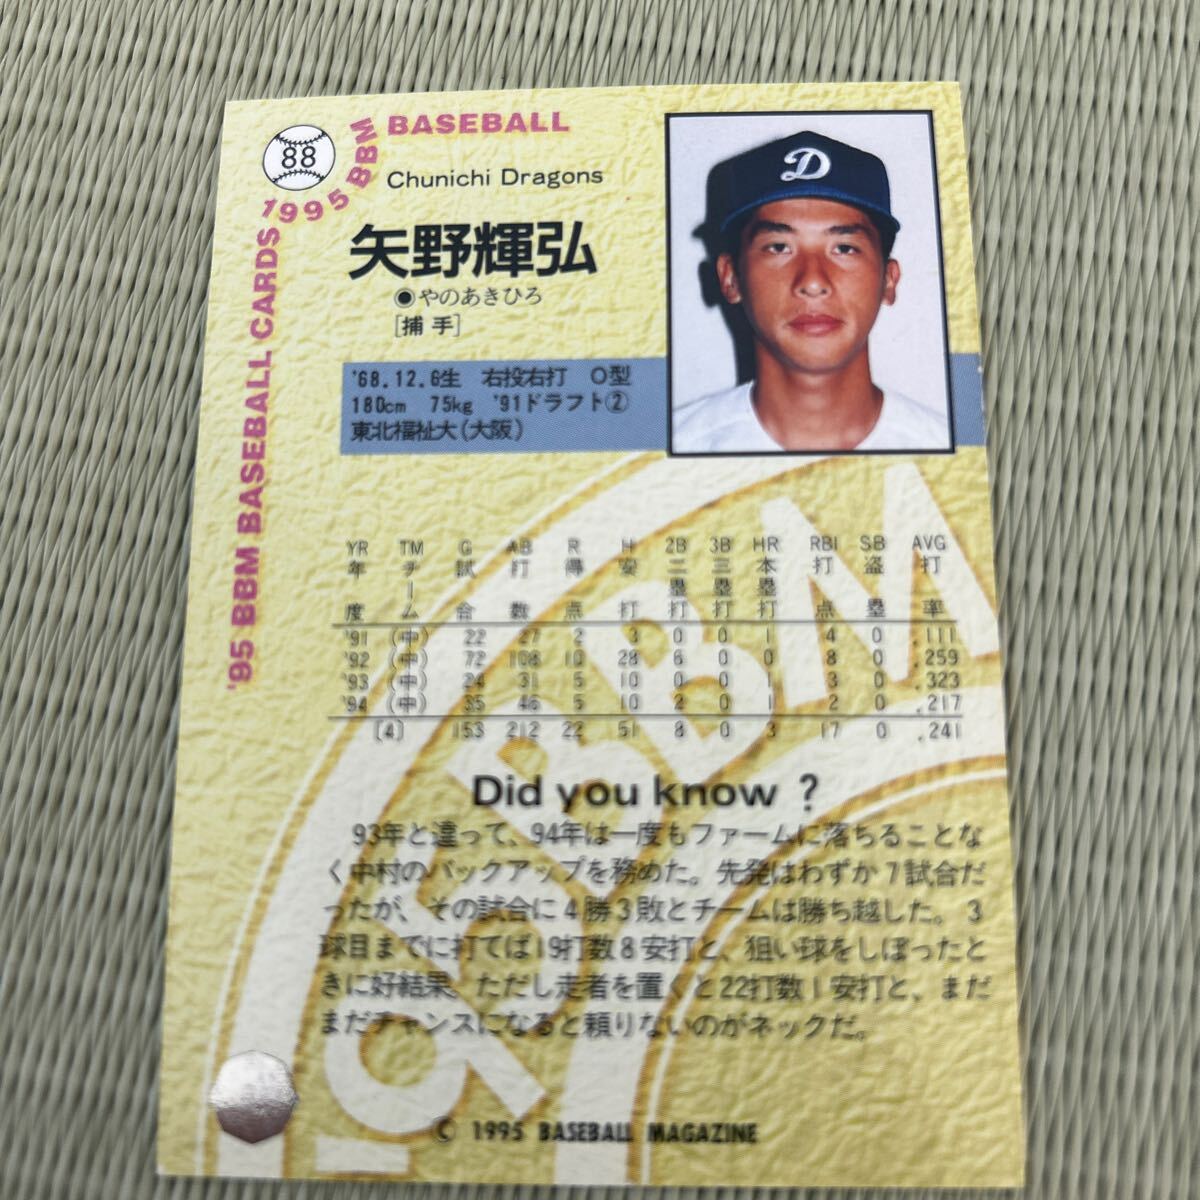 88
1995 BBM BASEBALL
'95 BBM BASEBALL CARDS
Chunichi Dragons
矢野輝弘
◉やのあきひろ
[捕手]
'68.12.6生 右投右打 O型
180cm 75kg '91ドラフト②
東北福祉大(大阪)
D
YR TM G AB R H 2B 3B HR RBI SB AVG
年度 チーム 試合 打数 得点 安打 二塁打 三塁打 本塁打 打点 盗塁 打率
'91 (中) 22 27 2 3 0 0 1 4 0 .111
'92 (中) 72 108 10 28 6 0 0 8 0 .259
'93 (中) 24 31 5 10 0 0 1 3 0 .323
'94 (中) 35 46 5 10 2 0 1 2 0 .217
[4] 153 212 22 51 8 0 3 17 0 .241
Did you know ?
93年と違って、94年は一度もファームに落ちることな
く中村のバックアップを務めた。先発はわずか7試合だ
ったが、その試合に4勝3敗とチームは勝ち越した。3
球目までに打てば19打数8安打と、狙い球をしぼったと
きに好結果。ただし走者を置くと22打数1安打と、まだ
まだチャンスになると頼りないのがネックだ。
'95 BBM
© 1995 BASEBALL MAGAZINE